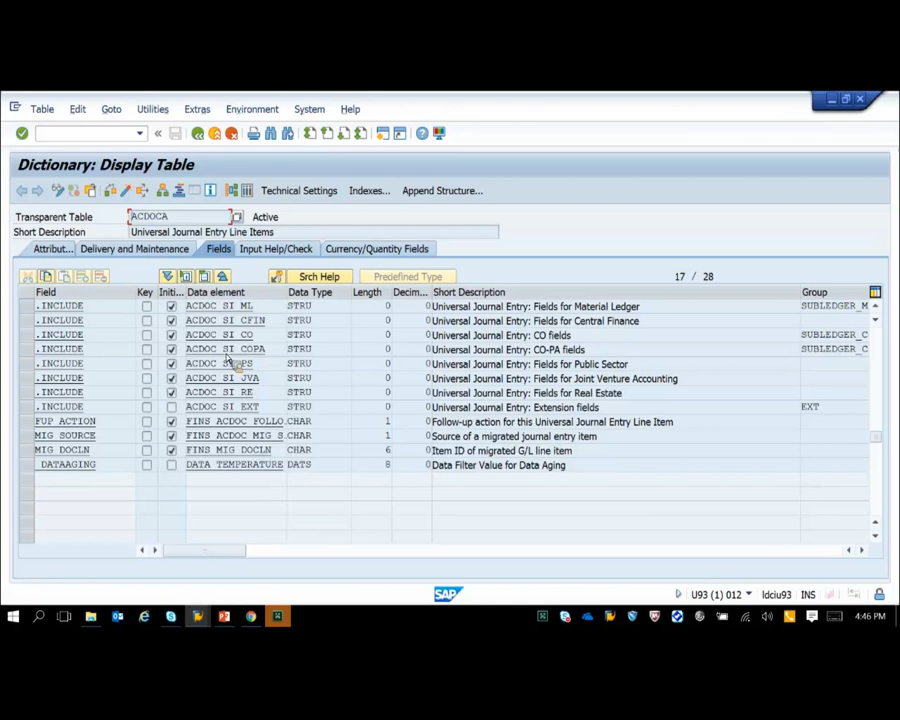 Table Edit Goto Utilities Extras Environment System Help
Dictionary: Display Table
Technical Settings Indexes... Append Structure...
Transparent Table ACDOCA Active
Short Description Universal Journal Entry Line Items
Attribut... Delivery and Maintenance Fields Input Help/Check Currency/Quantity Fields
Srch Help Predefined Type 17 / 28
Field Key Initi... Data element Data Type Length Decim... Short Description Group
.INCLUDE ACDOC_SI_ML STRU 0 0 Universal Journal Entry: Fields for Material Ledger SUBLEDGER_M
.INCLUDE ACDOC_SI_CFIN STRU 0 0 Universal Journal Entry: Fields for Central Finance
.INCLUDE ACDOC_SI_CO STRU 0 0 Universal Journal Entry: CO fields SUBLEDGER_C
.INCLUDE ACDOC_SI_COPA STRU 0 0 Universal Journal Entry: CO-PA fields SUBLEDGER_C
.INCLUDE ACDOC_S PS STRU 0 0 Universal Journal Entry: Fields for Public Sector
.INCLUDE ACDOC_SI_JVA STRU 0 0 Universal Journal Entry: Fields for Joint Venture Accounting
.INCLUDE ACDOC_SI_RE STRU 0 0 Universal Journal Entry: Fields for Real Estate
.INCLUDE ACDOC_SI_EXT STRU 0 0 Universal Journal Entry: Extension fields EXT
FUP_ACTION FINS_ACDOC_FOLLO... CHAR 1 0 Follow-up action for this Universal Journal Entry Line Item
MIG_SOURCE FINS_ACDOC_MIG_S... CHAR 1 0 Source of a migrated journal entry item
MIG_DOCLN FINS_MIG_DOCLN CHAR 6 0 Item ID of migrated G/L line item
_DATAAGING DATA_TEMPERATURE DATS 8 0 Data Filter Value for Data Aging
SAP U93 (1) 012 ldciu93 INS
4:46 PM